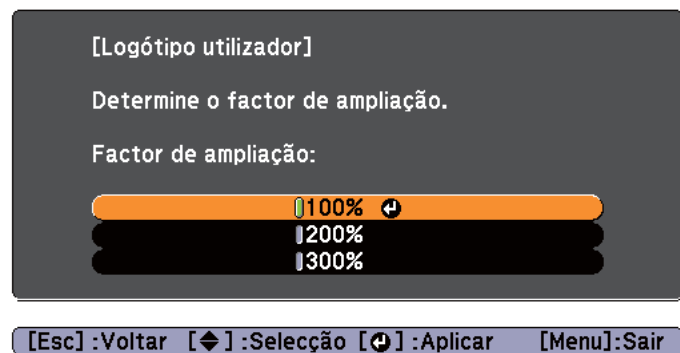 [Logótipo utilizador]
Determine o factor de ampliação.
Factor de ampliação:
100%
200%
300%
[Esc]:Voltar [◆]:Selecção [⏎]:Aplicar [Menu]:Sair